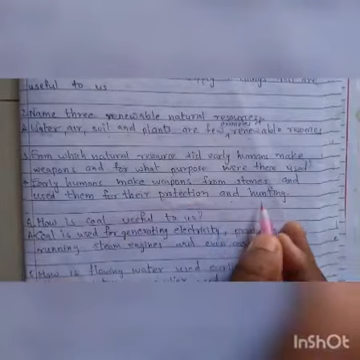 useful to us
2. Name three renewable natural resources.
A. Water, air, soil and plants are few examples renewable
3. From which natural resource did early humans make
weapons and for what purpose were these used?
A. Early humans make weapons from stones and
used them for their protection and hunting.
4. How is coal useful to us?
A. Coal is used for generating electricity,
running steam engines and even
5. How is flowing water used
InShOt